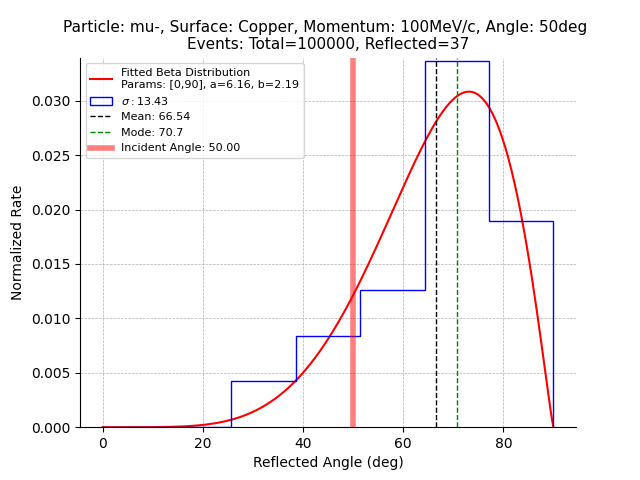 Particle: mu-, Surface: Copper, Momentum: 100MeV/c, Angle: 50deg
Events: Total=100000, Reflected=37
Fitted Beta Distribution
Params: [0,90], a=6.16, b=2.19
σ : 13.43
Mean: 66.54
Mode: 70.7
Incident Angle: 50.00
Normalized Rate
0.030
0.025
0.020
0.015
0.010
0.005
0.000
0 20 40 60 80
Reflected Angle (deg)